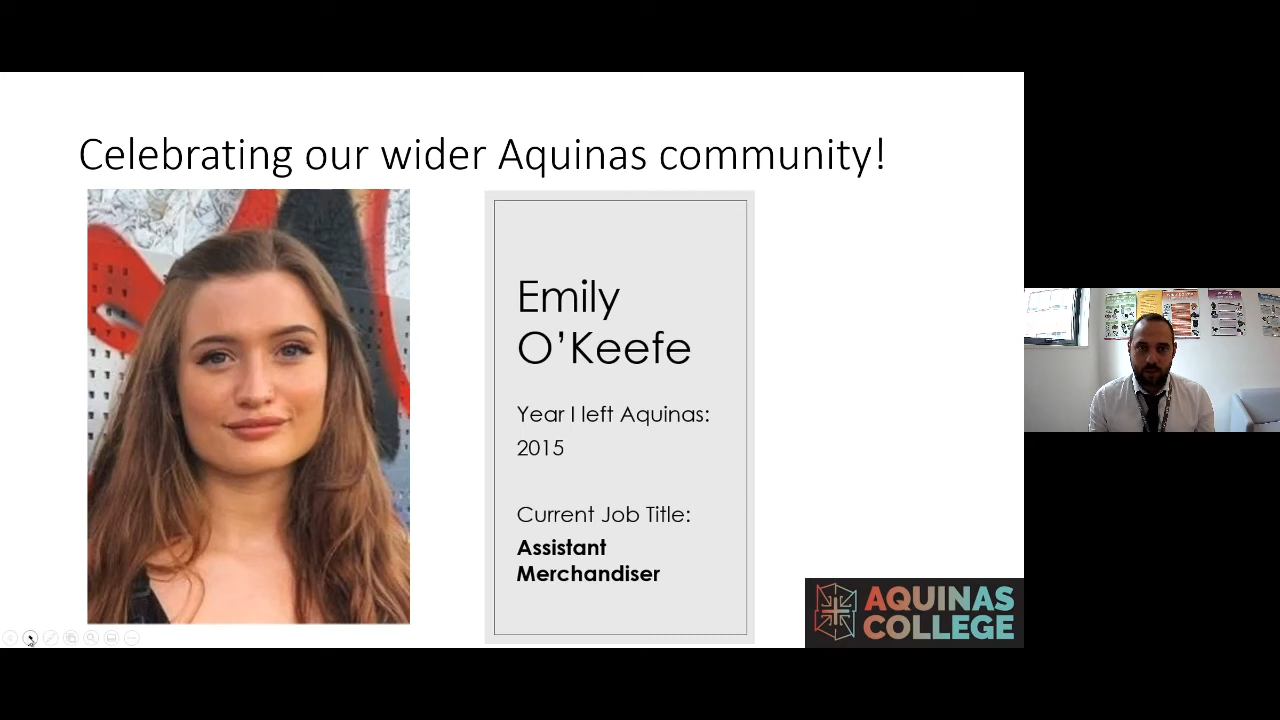 Celebrating our wider Aquinas community!
Emily
O’Keefe
Year I left Aquinas:
2015
Current Job Title:
Assistant
Merchandiser
AQUINAS
COLLEGE